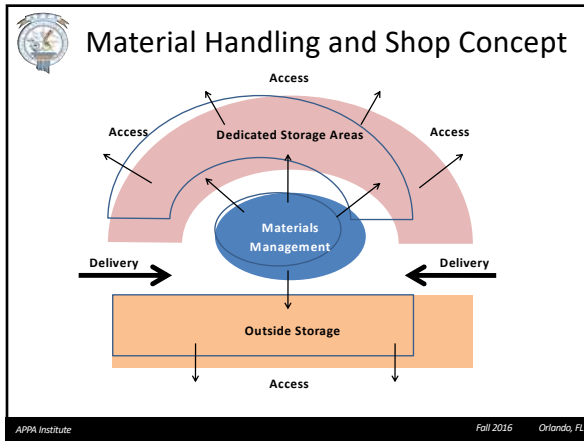 Material Handling and Shop Concept
Access
Access
Dedicated Storage Areas
Access
Materials
Management
Delivery
Delivery
Outside Storage
Access
APPA Institute
Fall 2016
Orlando, FL